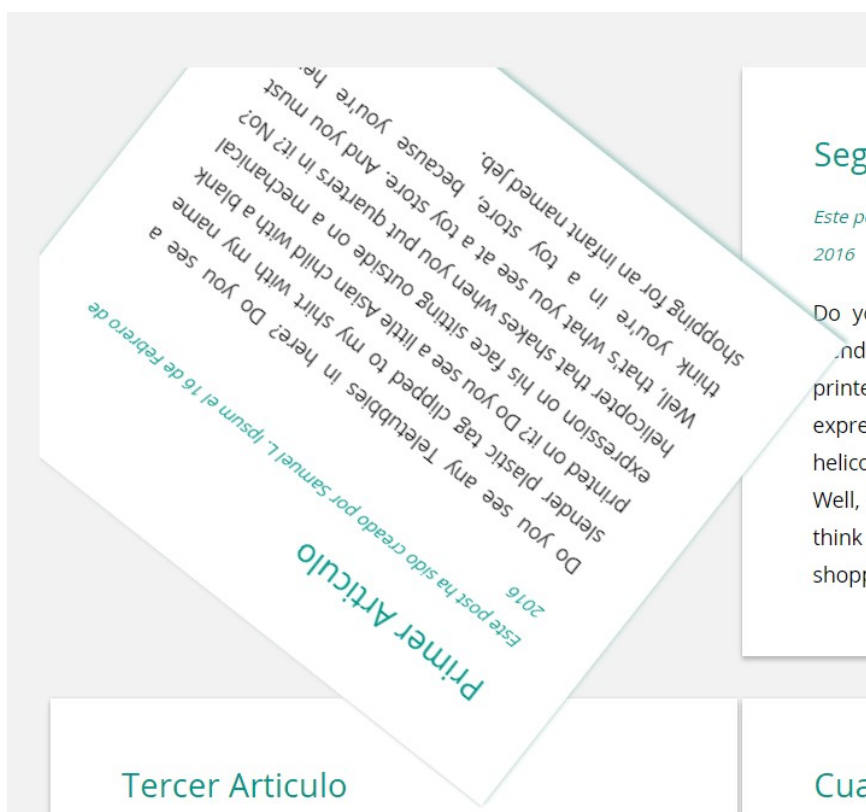 Primer Articulo
Este post ha sido creado por Samuel L. Ipsum el 16 de Febrero de
2016
Do you see any Teletubbies in here? Do you see a
slender plastic tag clipped to my shirt with my name
printed on it? Do you see a little Asian child with a blank
expression on his face sitting outside on a mechanical
helicopter that shakes when you put quarters in it? No?
Well, that's what you see at a toy store. And you must
think you're in a toy store, because you're
shopping for an infant named Jeb.
Este
2016
Do
printe
expre
helico
Well,
think
shopp
Tercer Articulo